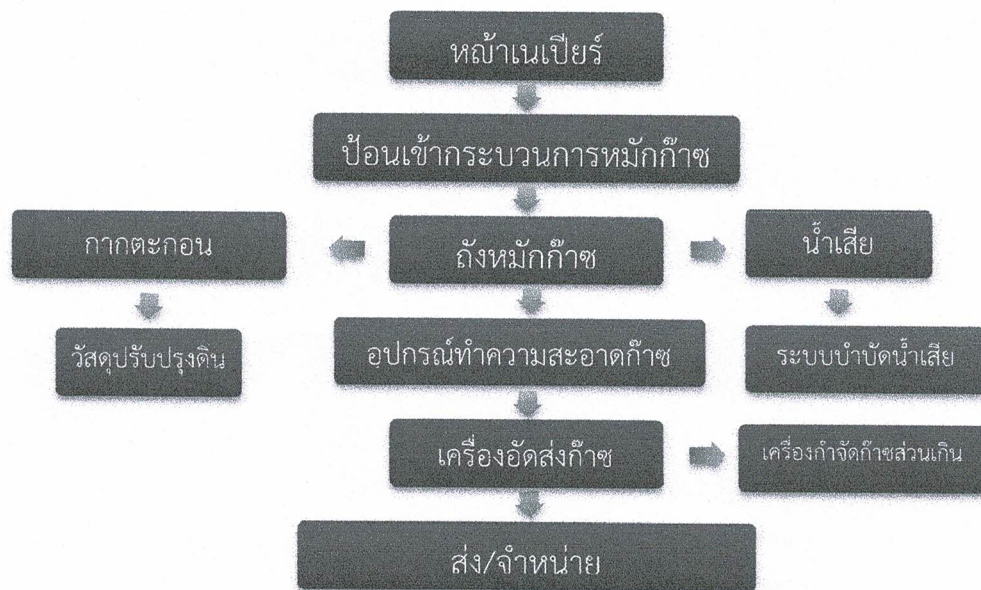 หญ้าเนเปียร์
ป้อนเข้ากระบวนการหมักก๊าซ
กากตะกอน
ถังหมักก๊าซ
น้ำเสีย
วัสดุปรับปรุงดิน
อุปกรณ์ทำความสะอาดก๊าซ
ระบบบำบัดน้ำเสีย
เครื่องอัดส่งก๊าซ
เครื่องกำจัดก๊าซส่วนเกิน
ส่ง/จำหน่าย